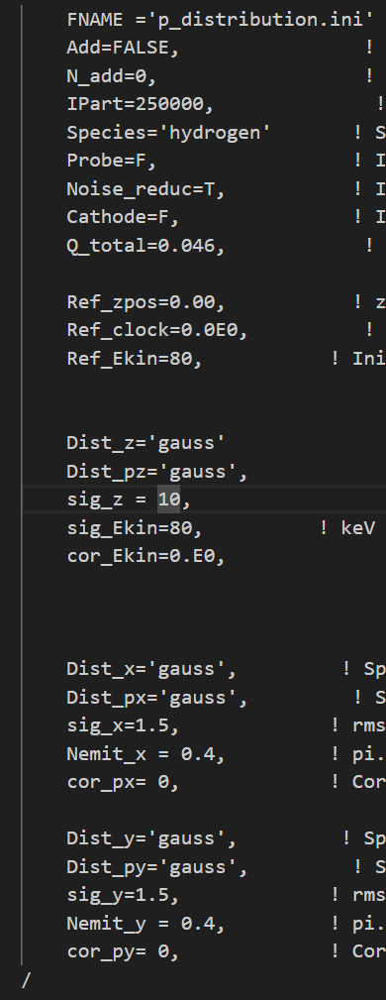 FNAME ='p_distribution.ini'
Add=FALSE, !
N_add=0, !
IPart=250000, !
Species='hydrogen' ! S
Probe=F, ! I
Noise_reduc=T, ! I
Cathode=F, ! I
Q_total=0.046, !
Ref_zpos=0.00, ! z
Ref_clock=0.0E0, !
Ref_Ekin=80, ! Ini
Dist_z='gauss'
Dist_pz='gauss',
sig_z = 10,
sig_Ekin=80, ! keV
cor_Ekin=0.E0,
Dist_x='gauss', ! Sp
Dist_px='gauss', ! S
sig_x=1.5, ! rms
Nemit_x = 0.4, ! pi.
cor_px= 0, ! Cor
Dist_y='gauss', ! Sp
Dist_py='gauss', ! S
sig_y=1.5, ! rms
Nemit_y = 0.4, ! pi.
cor_py= 0, ! Cor
/